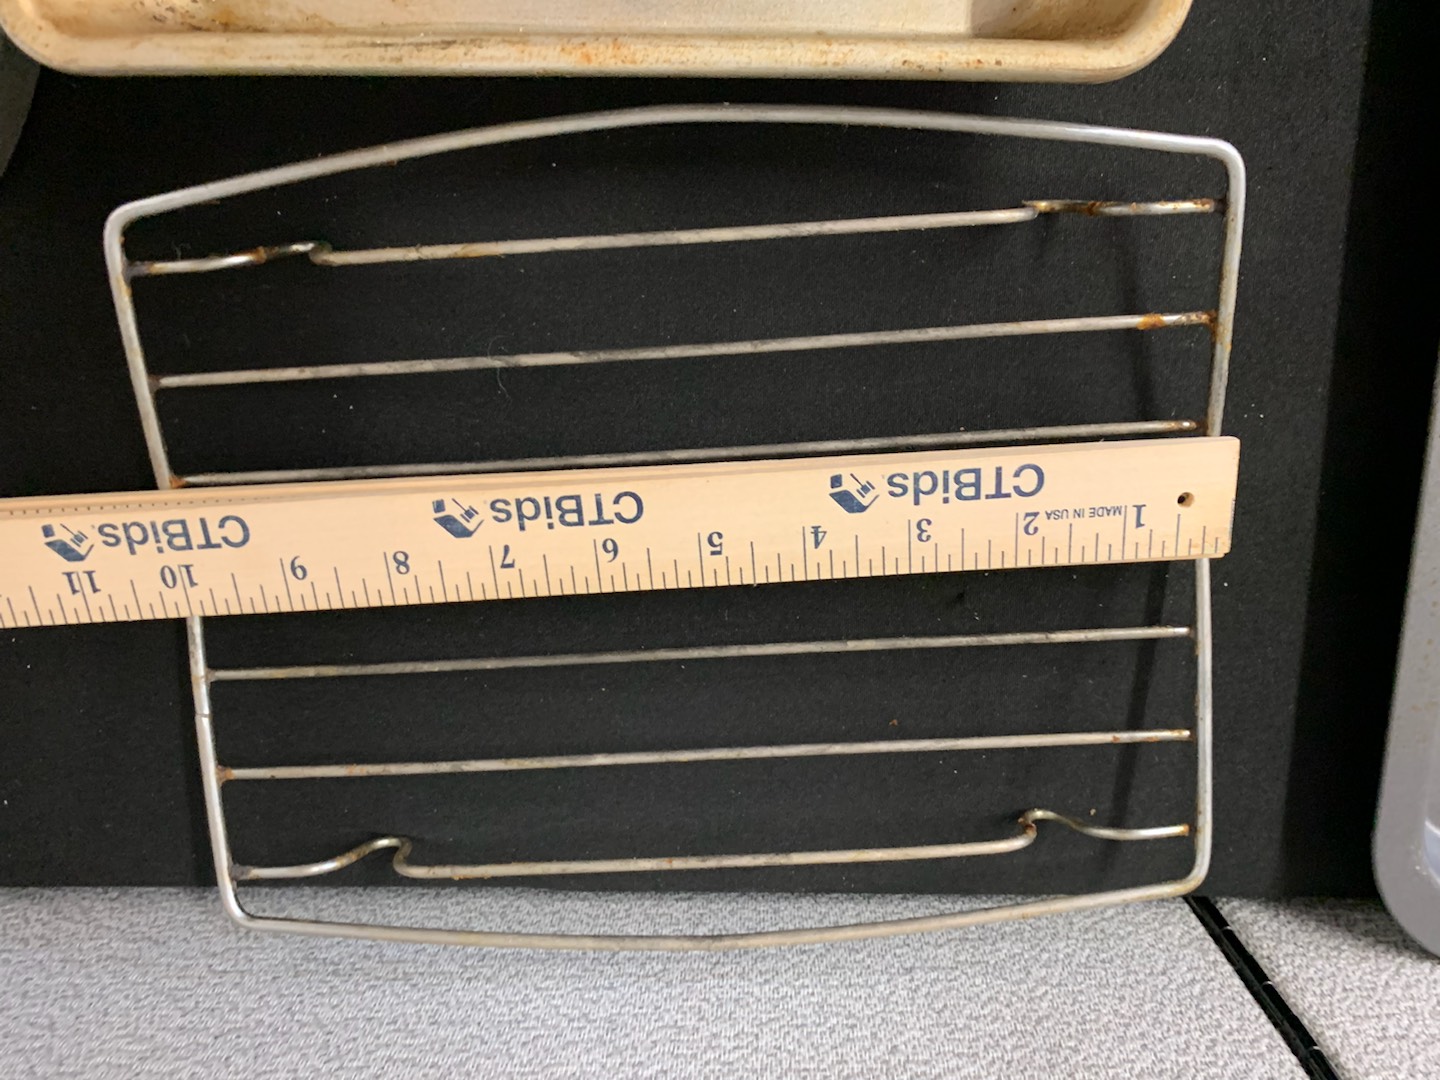 CTBids. CTBids. CTBids.
MADE IN USA
1 2 3 4 5 6 7 8 9 10 11